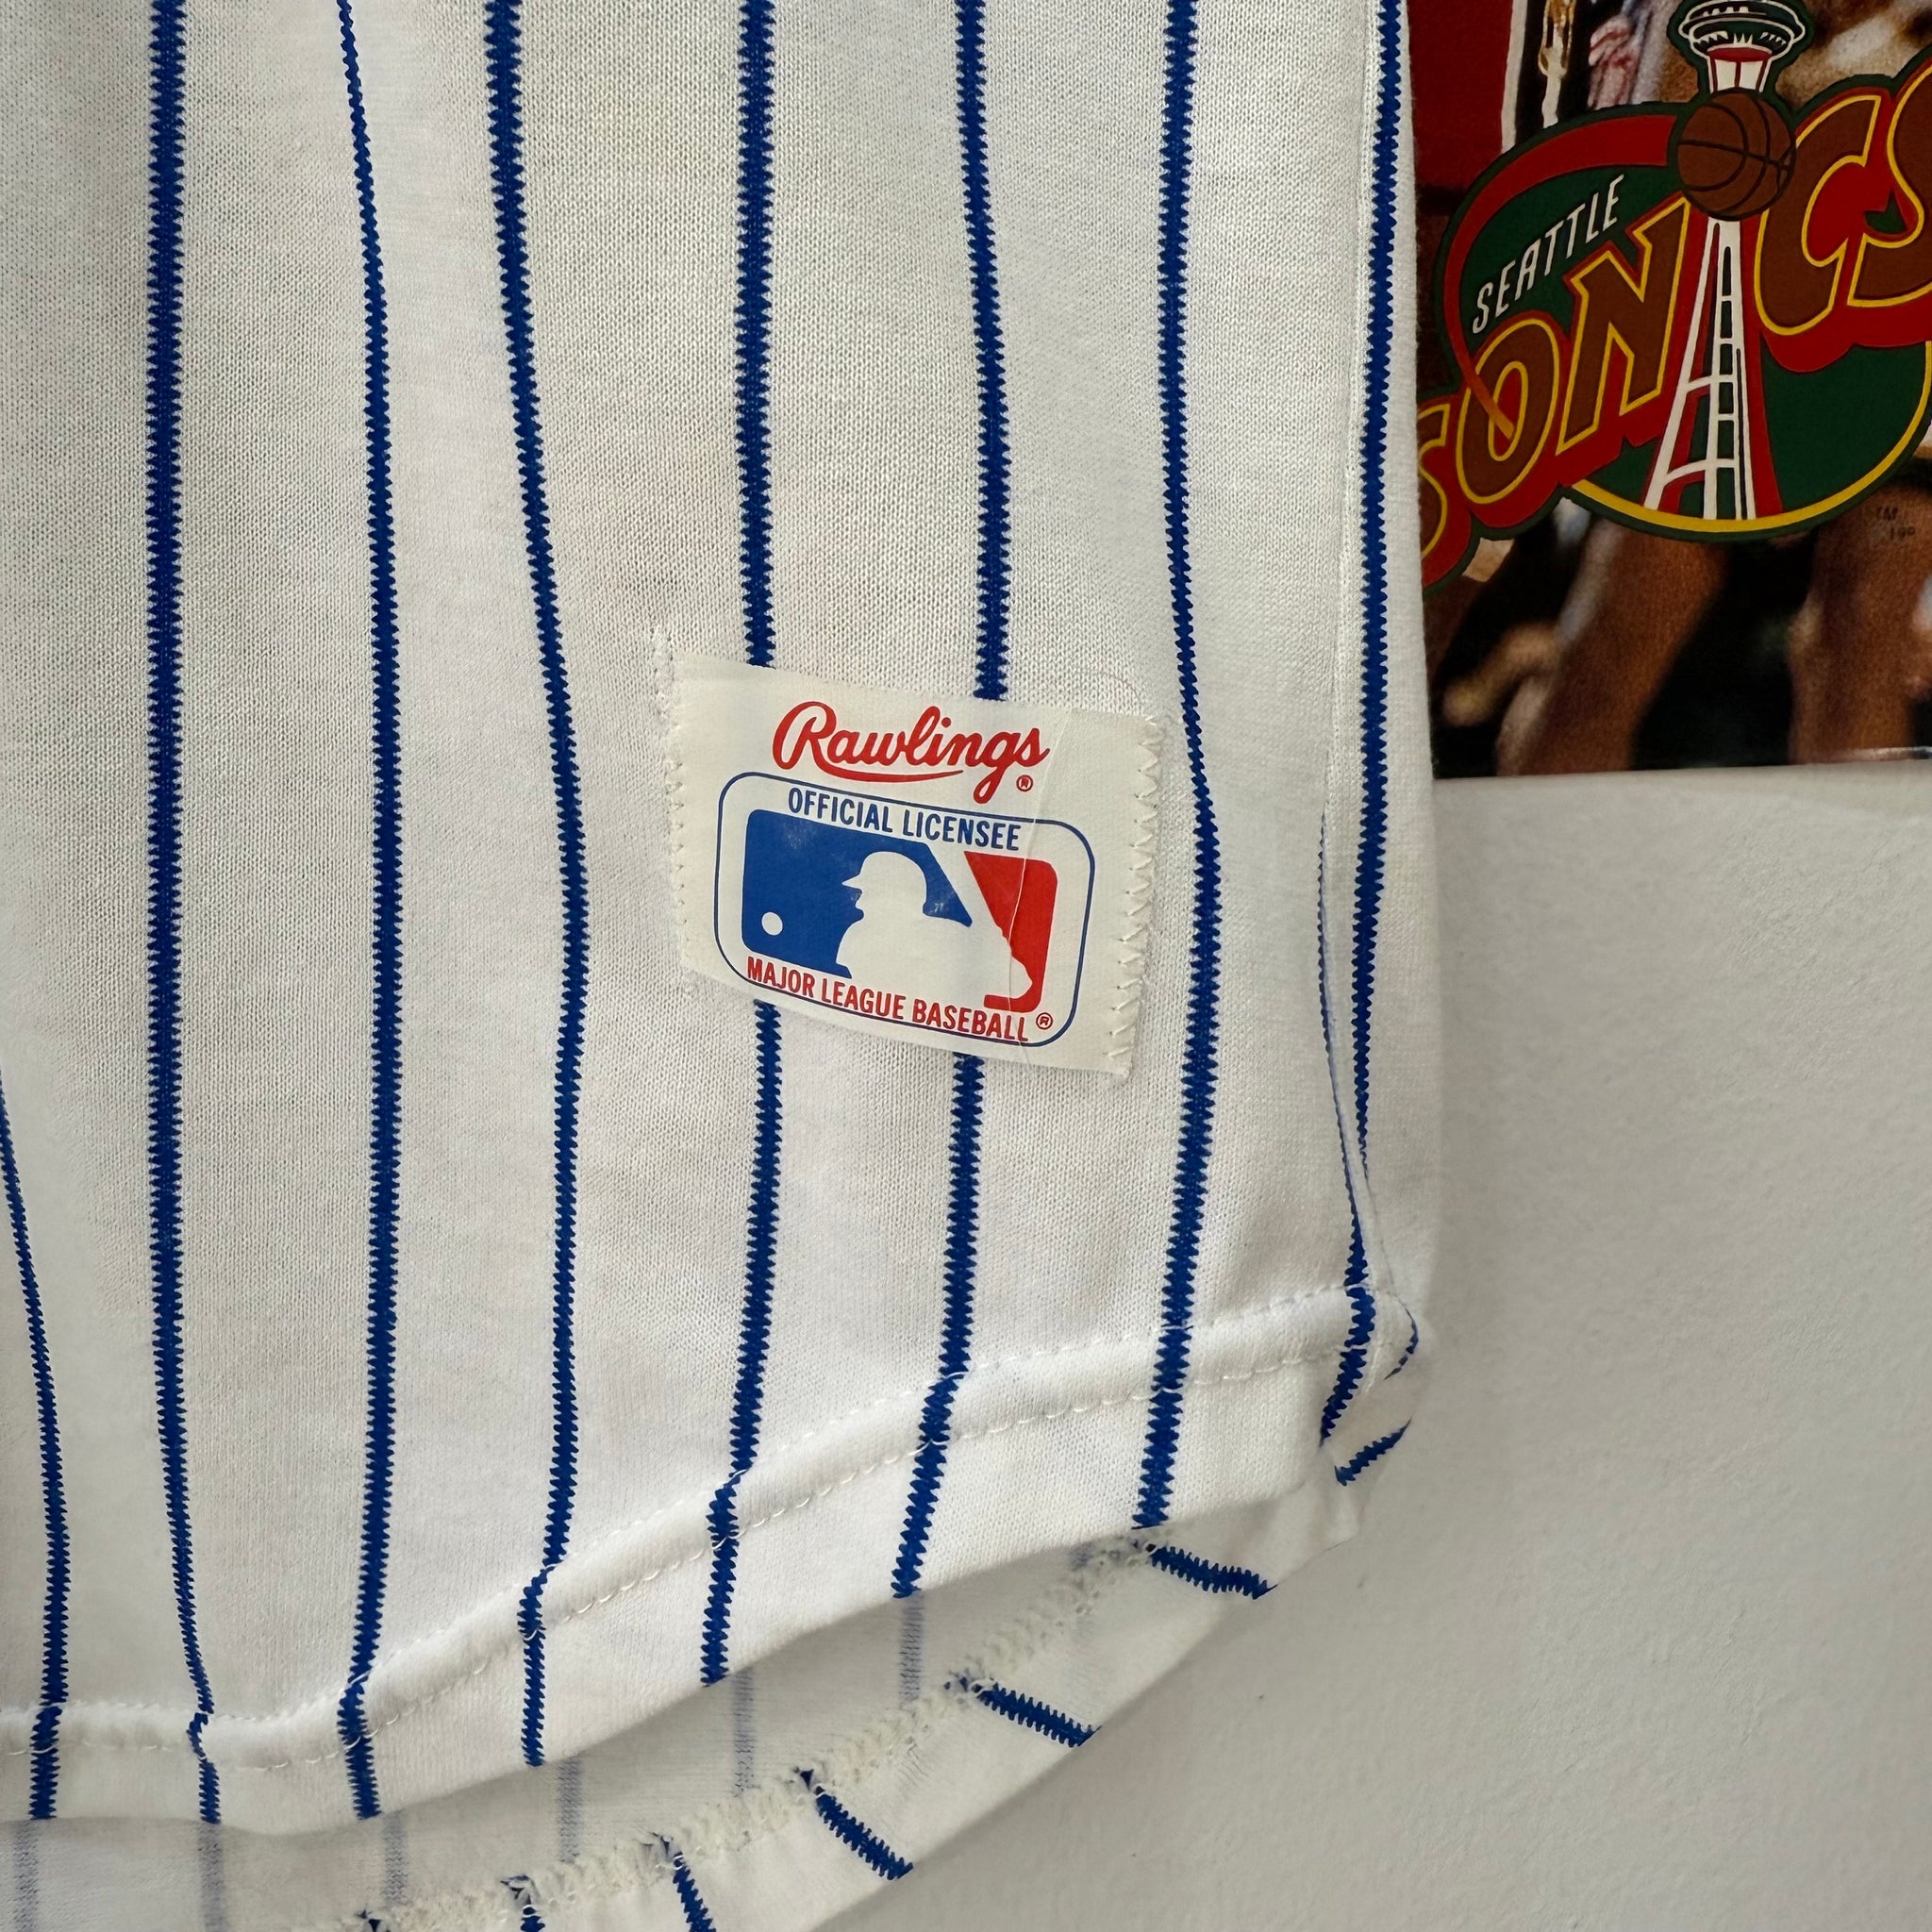 SEATTLE
SONICS
Rawlings®
OFFICIAL LICENSEE
MAJOR LEAGUE BASEBALL®